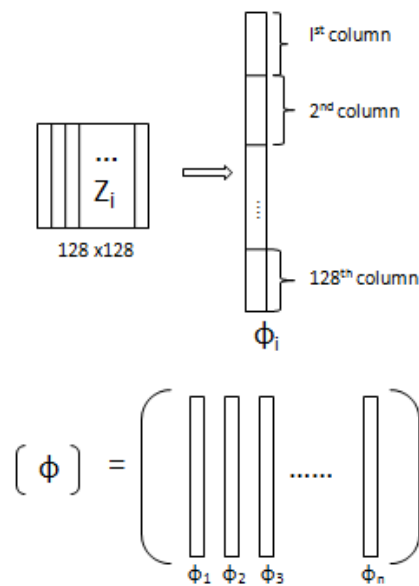 Iˢᵗ column
2ⁿᵈ column
...
Zᵢ
128 x128
....
128ᵗʰ column
ϕᵢ
[ ϕ ] = ( ...... )
ϕ₁ ϕ₂ ϕ₃ ϕₙ